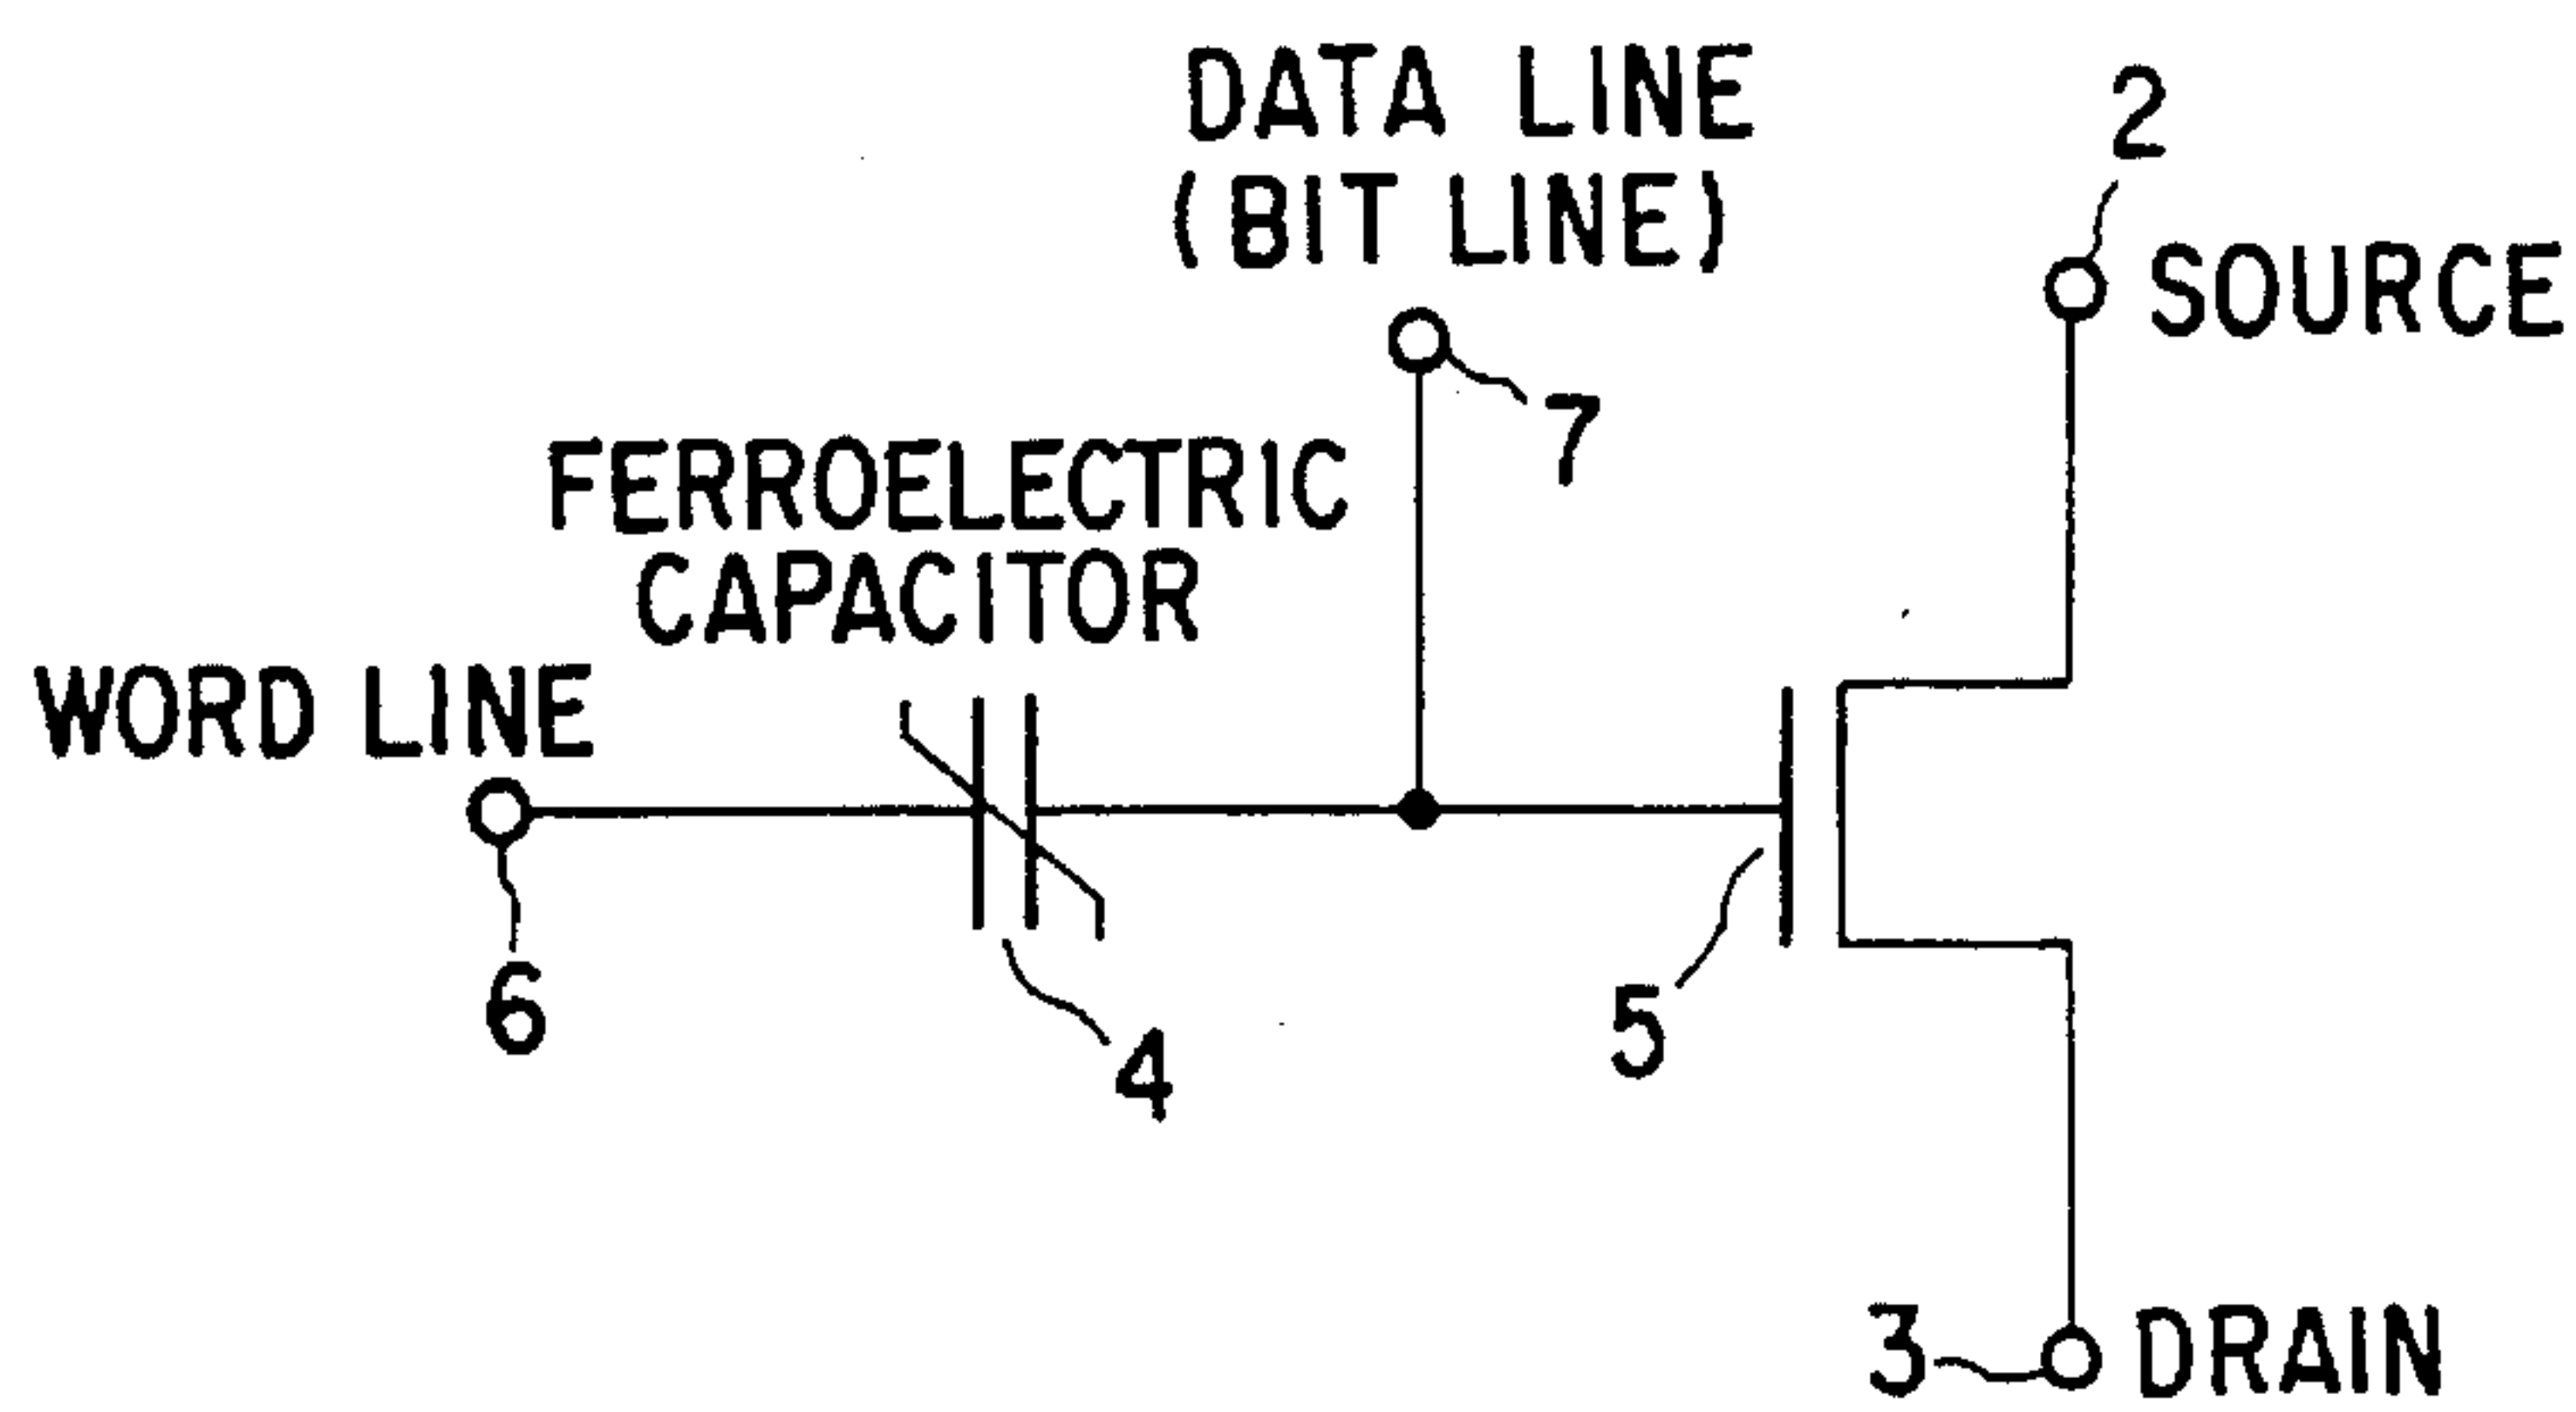 DATA LINE
(BIT LINE)
2
SOURCE
7
FERROELECTRIC
CAPACITOR
WORD LINE
6
4
5
3
DRAIN